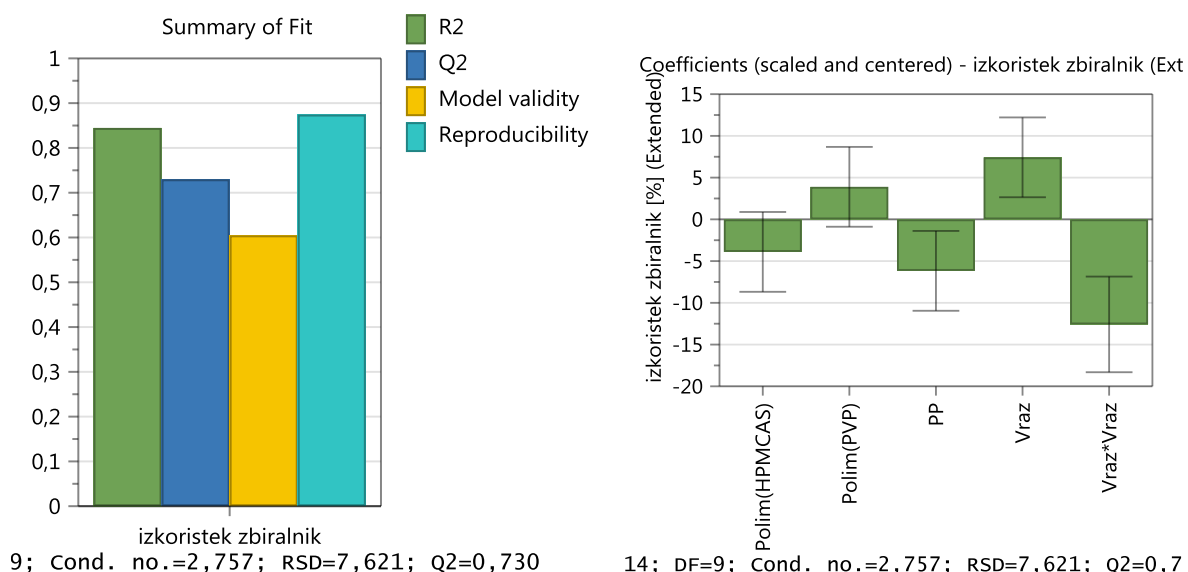 Summary of Fit
R2
Q2
Model validity
Reproducibility
1
0,9
0,8
0,7
0,6
0,5
0,4
0,3
0,2
0,1
0
izkoristek zbiralnik
9; Cond. no.=2,757; RSD=7,621; Q2=0,730
Coefficients (scaled and centered) - izkoristek zbiralnik (Ext
izkoristek zbiralnik [%] (Extended)
15
10
5
0
-5
-10
-15
-20
Polim(HPMCAS)
Polim(PVP)
PP
Vraz
Vraz*Vraz
14; DF=9; Cond. no.=2,757; RSD=7,621; Q2=0,7